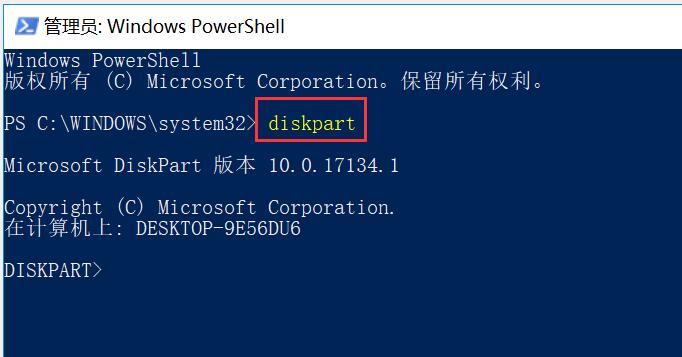 管理员: Windows PowerShell
Windows PowerShell
版权所有 (C) Microsoft Corporation。保留所有权利。
PS C:\WINDOWS\system32> diskpart
Microsoft DiskPart 版本 10.0.17134.1
Copyright (C) Microsoft Corporation.
在计算机上: DESKTOP-9E56DU6
DISKPART>